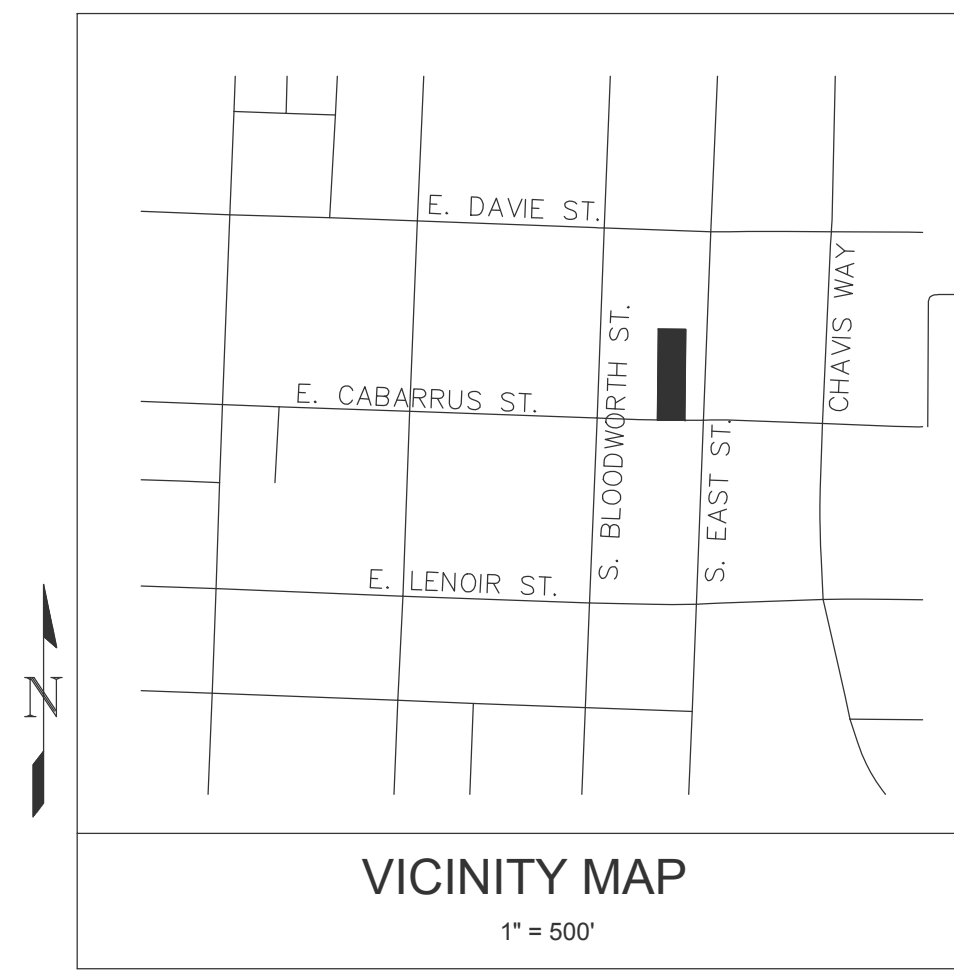 E. DAVIE ST.
CHAVIS WAY
S. BLOODWORTH ST.
E. CABARRUS ST.
S. EAST ST.
E. LENOIR ST.
N
VICINITY MAP
1" = 500'